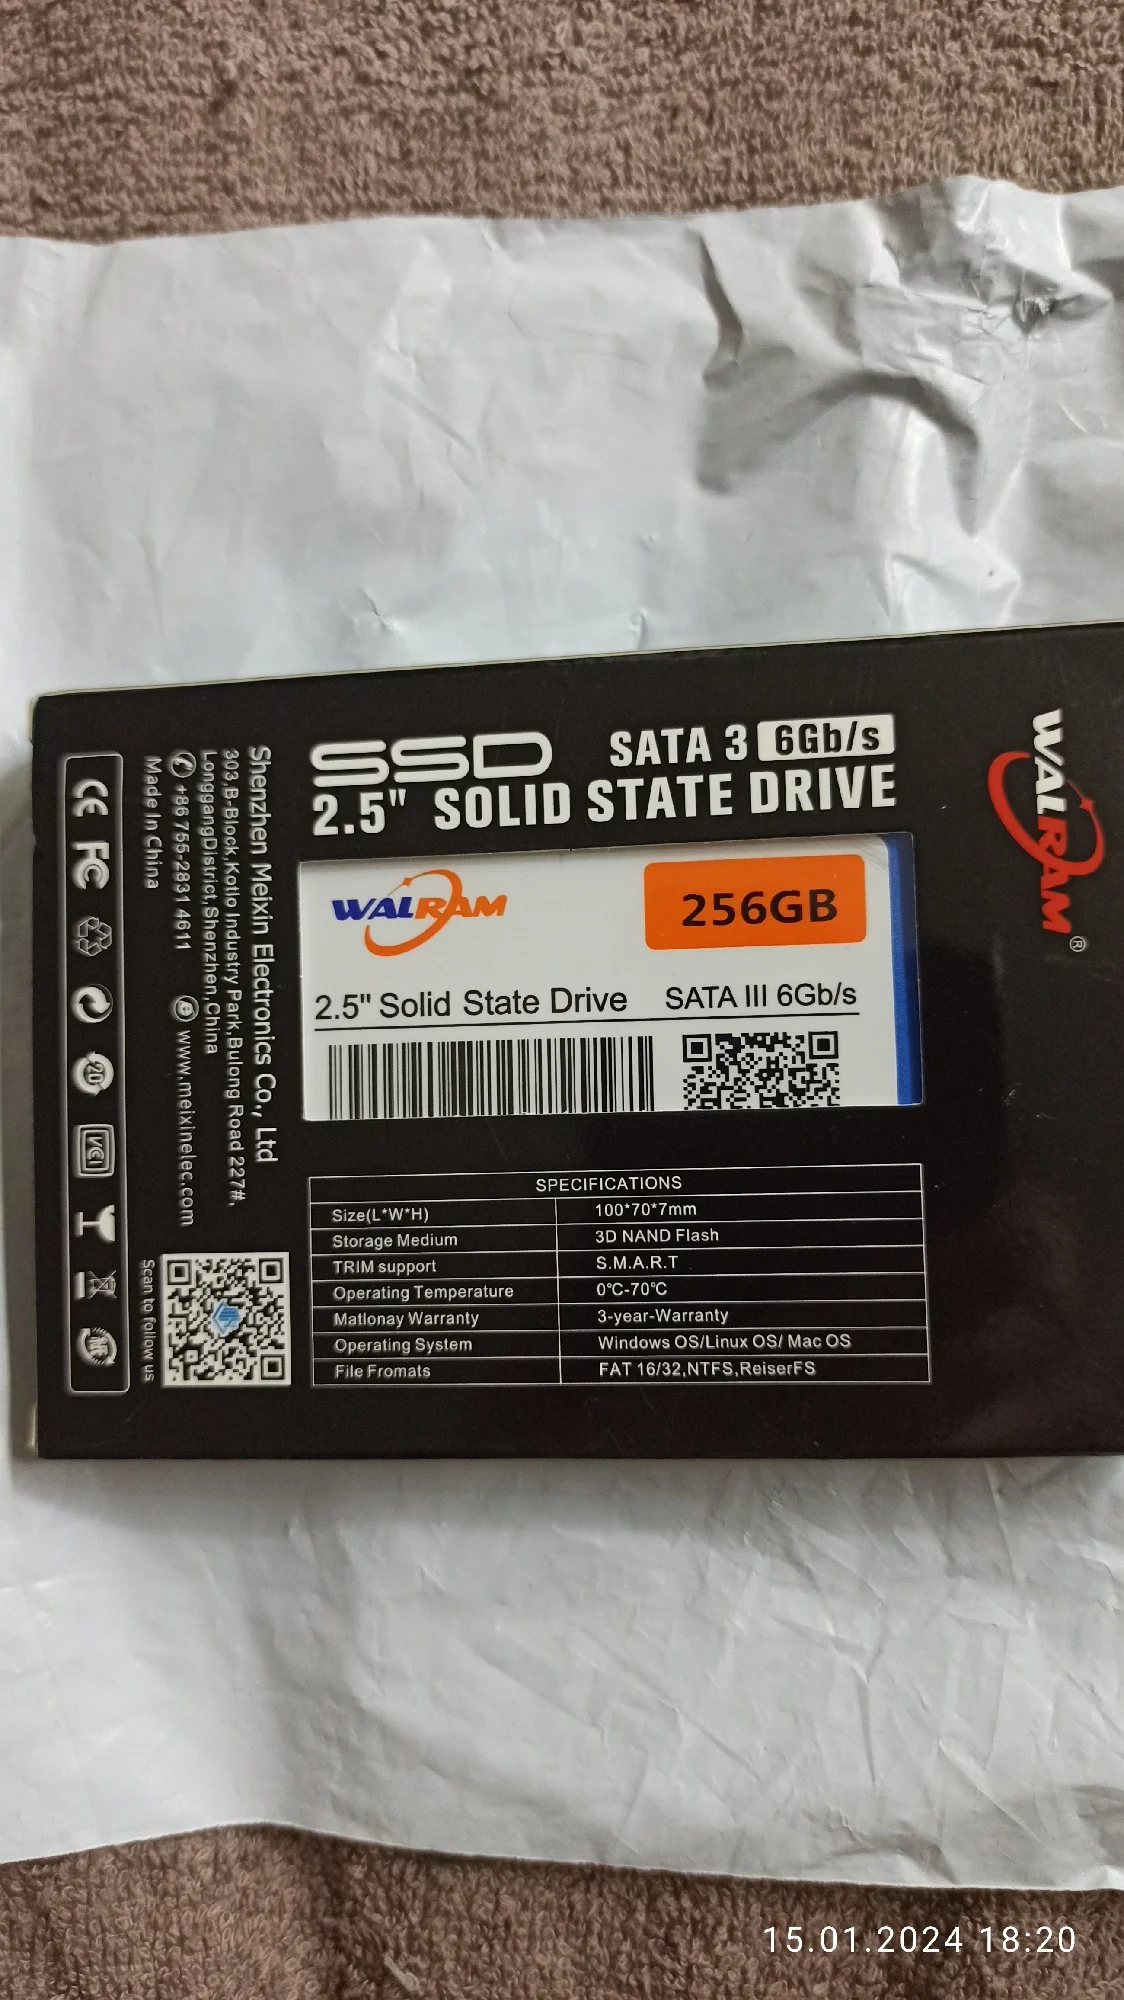 SSD SATA 3 6Gb/s
2.5" SOLID STATE DRIVE
WALRAM
256GB
2.5" Solid State Drive SATA III 6Gb/s
SPECIFICATIONS
Size(L*W*H) 100*70*7mm
Storage Medium 3D NAND Flash
TRIM support S.M.A.R.T
Operating Temperature 0°C-70°C
Matlonay Warranty 3-year-Warranty
Operating System Windows OS/Linux OS/ Mac OS
File Fromats FAT 16/32,NTFS,ReiserFS
WALRAM®
Shenzhen Meixin Electronics Co., Ltd
303,B-Block,Kotlo Industry Park,Bulong Road 227#,
LonggangDistrict,Shenzhen,China
+86 755-2831 4611 www.meixinelec.com
Made In China
Scan to follow us
CE FC 20
15.01.2024 18:20